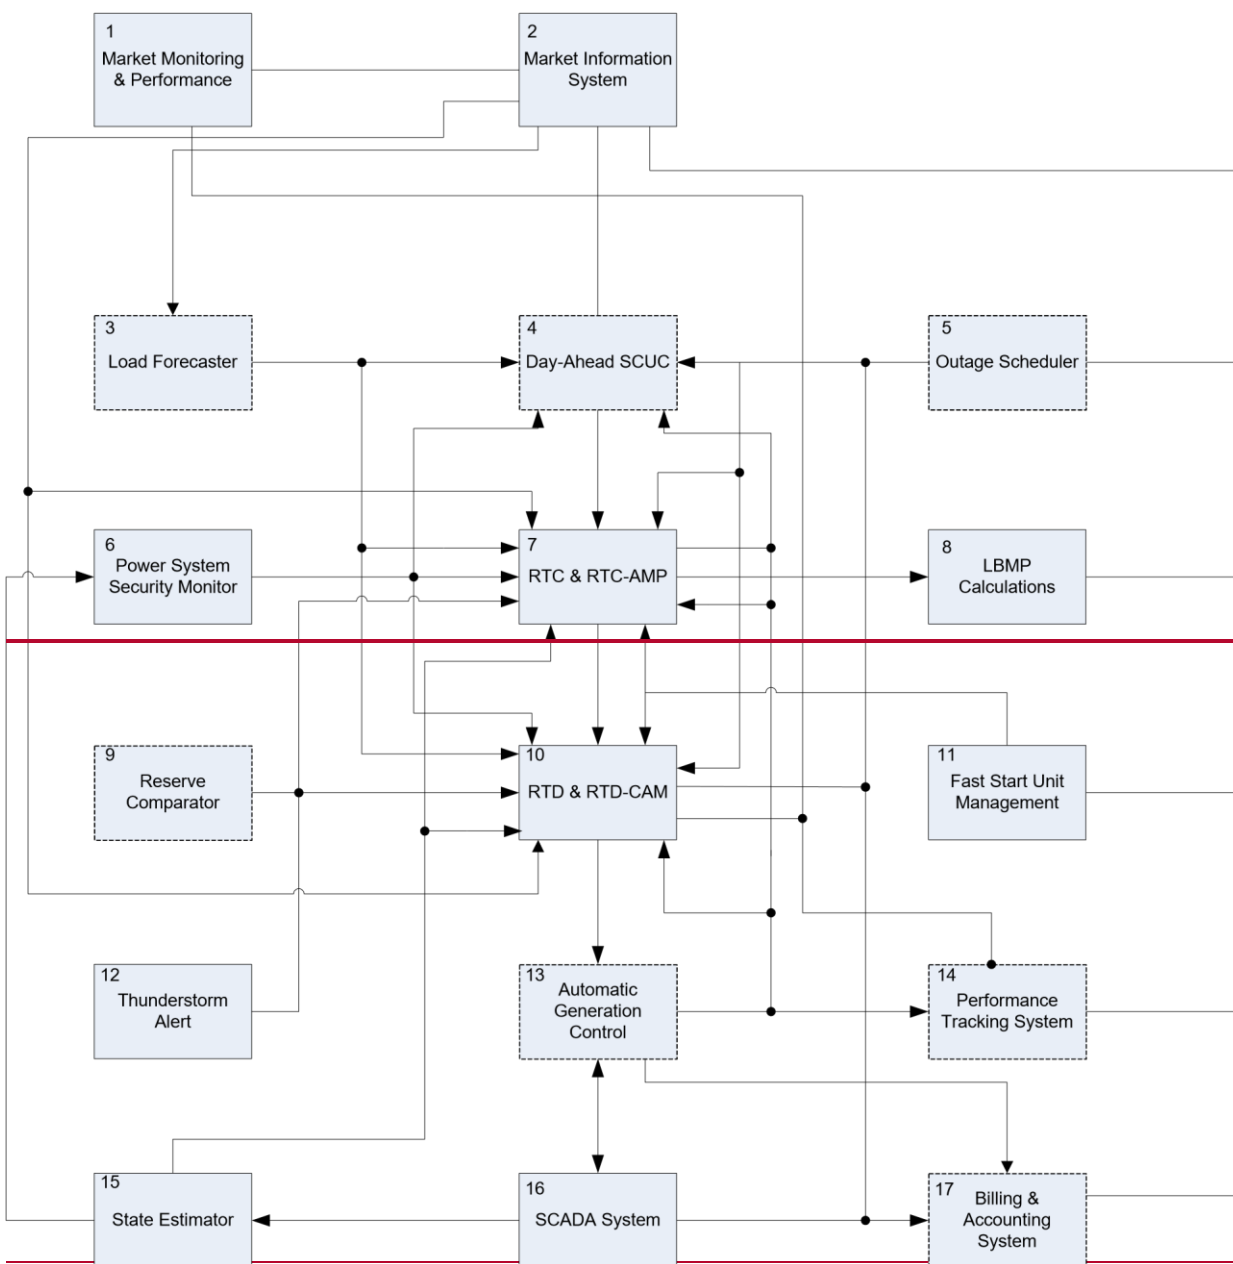 1
Market Monitoring
& Performance
2
Market Information
System
3
Load Forecaster
4
Day-Ahead SCUC
5
Outage Scheduler
6
Power System
Security Monitor
7
RTC & RTC-AMP
8
LBMP
Calculations
9
Reserve
Comparator
10
RTD & RTD-CAM
11
Fast Start Unit
Management
12
Thunderstorm
Alert
13
Automatic
Generation
Control
14
Performance
Tracking System
15
State Estimator
16
SCADA System
17
Billing &
Accounting
System